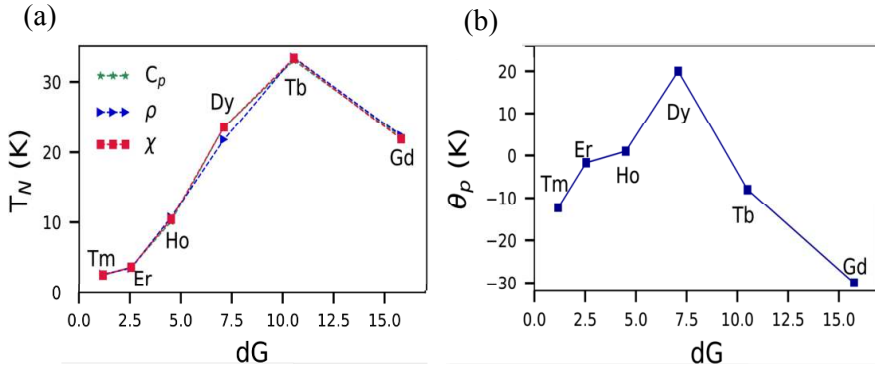 (a)
30
20
10
0
T_N (K)
C_p
ρ
χ
Tm
Er
Ho
Dy
Tb
Gd
0.0 2.5 5.0 7.5 10.0 12.5 15.0
dG
(b)
20
10
0
−10
−20
−30
θ_p (K)
Tm
Er
Ho
Dy
Tb
Gd
0.0 2.5 5.0 7.5 10.0 12.5 15.0
dG